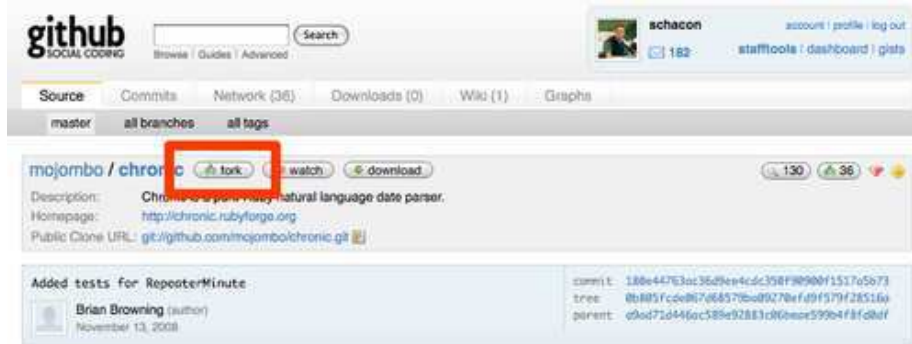 github
SOCIAL CODING
Search
Browse | Guides | Advanced
schacon
account | profile | log out
182
stafftools | dashboard | gists
Source Commits Network (36) Downloads (0) Wiki (1) Graphs
master all branches all tags
mojombo / chronic fork watch download 130 36
Description: Chronic is a pure Ruby natural language date parser.
Homepage: http://chronic.rubyforge.org
Public Clone URL: git://github.com/mojombo/chronic.git
Added tests for RepeaterMinute
Brian Browning (author)
November 13, 2008
commit
tree
parent